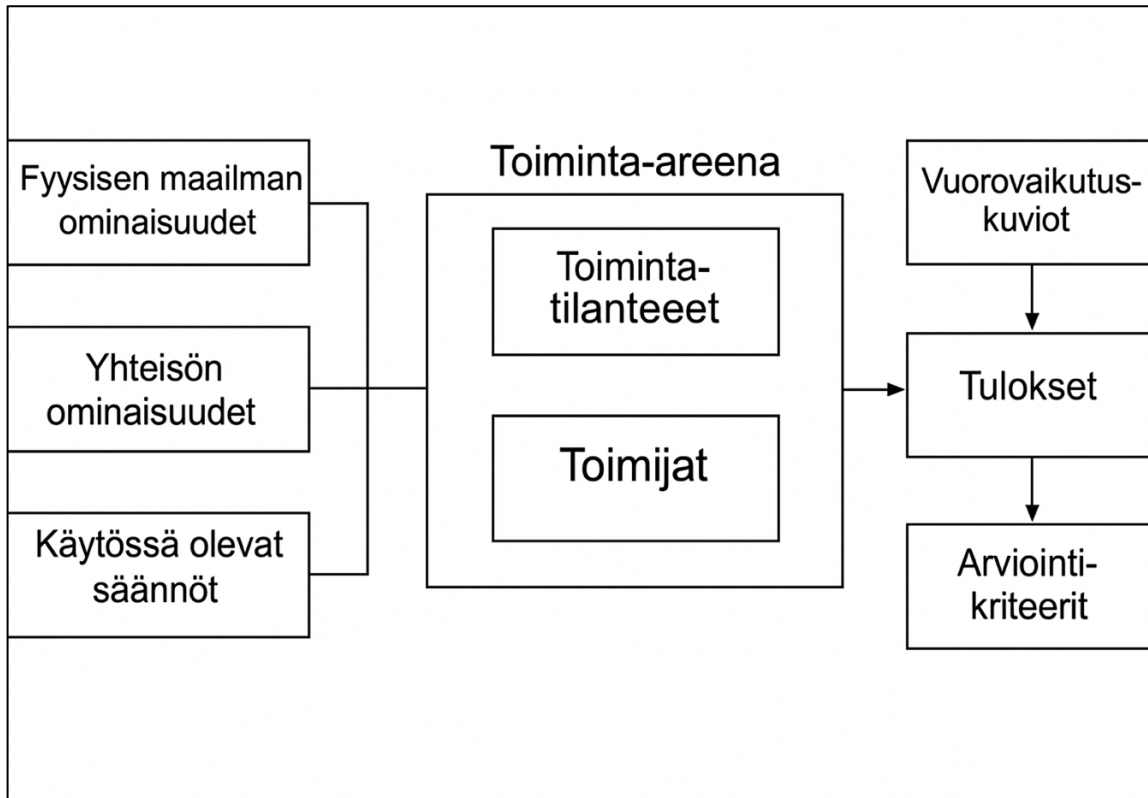 Fyysisen maailman
ominaisuudet
Yhteisön
ominaisuudet
Käytössä olevat
säännöt
Toiminta-areena
Toiminta-
tilanteeet
Toimijat
Vuorovaikutus-
kuviot
Tulokset
Arviointi-
kriteerit